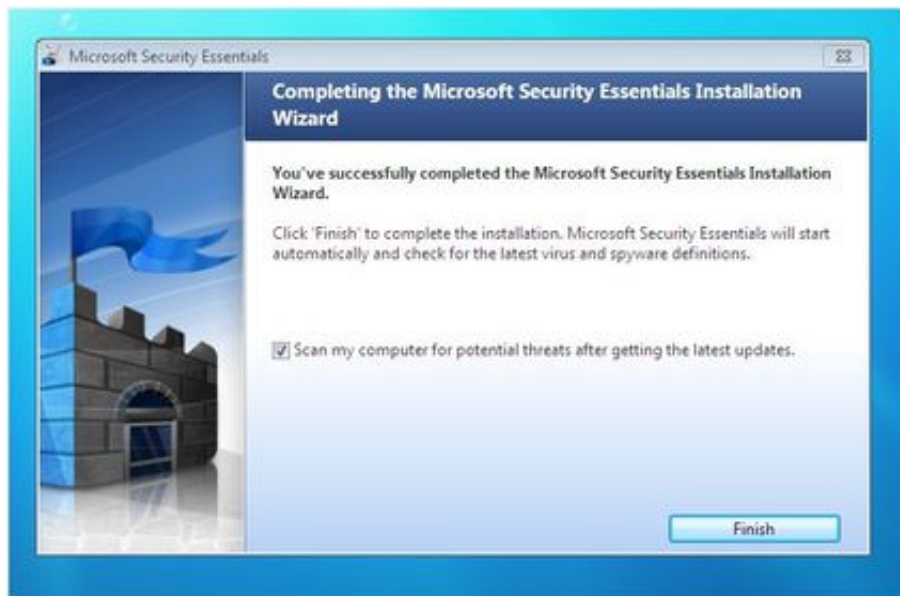 Microsoft Security Essentials
Completing the Microsoft Security Essentials Installation
Wizard
You've successfully completed the Microsoft Security Essentials Installation
Wizard.
Click 'Finish' to complete the installation. Microsoft Security Essentials will start
automatically and check for the latest virus and spyware definitions.
Scan my computer for potential threats after getting the latest updates.
Finish